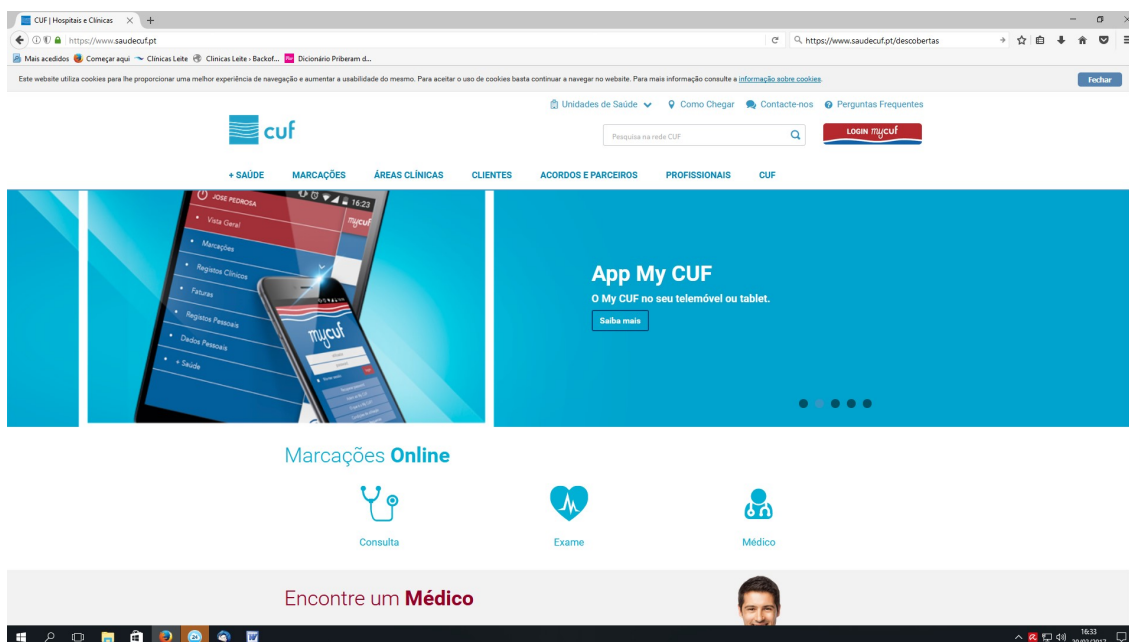 CUF | Hospitais e Clínicas
https://www.saudecuf.pt
https://www.saudecuf.pt/descobertas
Mais acedidos Começar aqui Clínicas Leite Clinicas Leite › Backof... Dicionário Priberam d...
Este website utiliza cookies para lhe proporcionar uma melhor experiência de navegação e aumentar a usabilidade do mesmo. Para aceitar o uso de cookies basta continuar a navegar no website. Para mais informação consulte a informação sobre cookies.
Fechar
Unidades de Saúde Como Chegar Contacte-nos Perguntas Frequentes
cuf
Pesquisa na rede CUF
LOGIN mycuf
+ SAÚDE MARCAÇÕES ÁREAS CLÍNICAS CLIENTES ACORDOS E PARCEIROS PROFISSIONAIS CUF
16:23
JOSE PEDROSA
mycuf
Vista Geral
Marcações
Registos Clínicos
Faturas
Registos Pessoais
Dados Pessoais
+ Saúde
mycuf
App My CUF
O My CUF no seu telemóvel ou tablet.
Saiba mais
Marcações Online
Consulta Exame Médico
Encontre um Médico
16:33